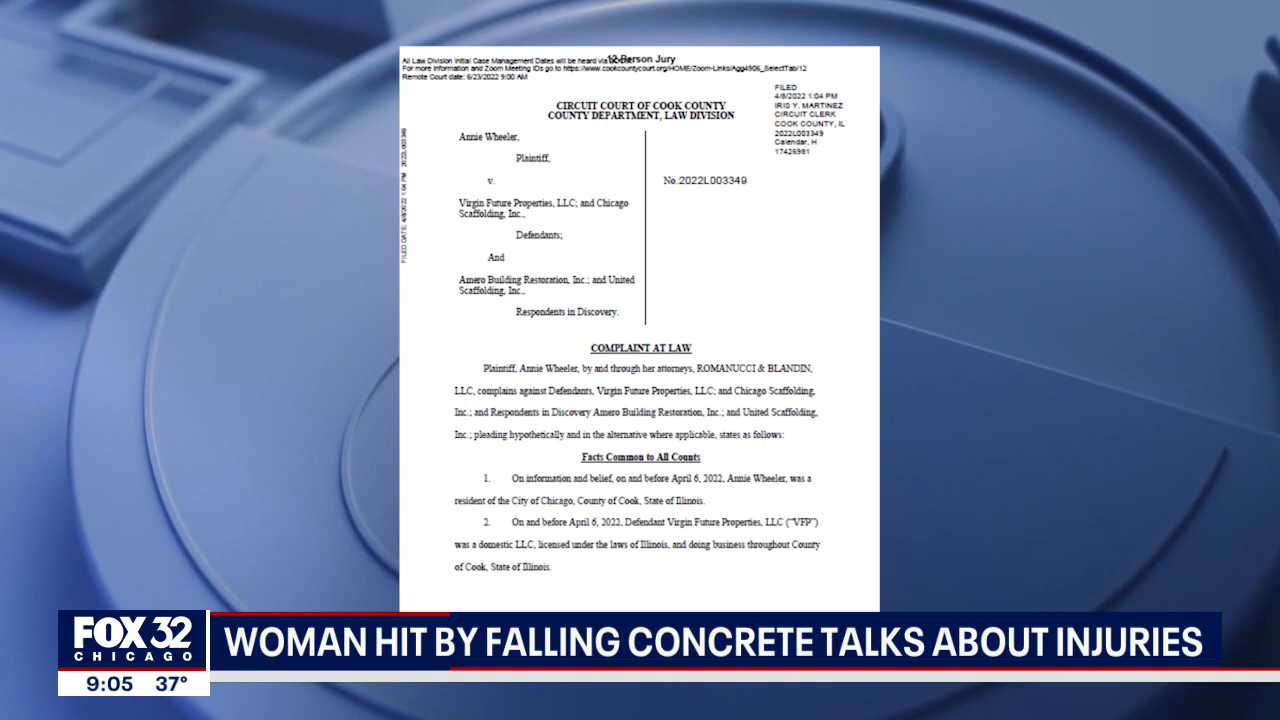 12 Person Jury
All Law Division Initial Case Management Dates will be heard via
For more information and Zoom Meeting IDs go to https://www.cookcountycourt.org/HOME/Zoom-Links/Agg4906_SelectTab/12
Remote Court date: 6/23/2022 9:00 AM
FILED
4/8/2022 1:04 PM
IRIS Y. MARTINEZ
CIRCUIT CLERK
COOK COUNTY, IL
2022L003349
Calendar, H
17426981
FILED DATE: 4/8/2022 1:04 PM 2022L003349
CIRCUIT COURT OF COOK COUNTY
COUNTY DEPARTMENT, LAW DIVISION
Annie Wheeler,
Plaintiff,
v.
No. 2022L003349
Virgin Future Properties, LLC; and Chicago
Scaffolding, Inc.,
Defendants;
And
Amero Building Restoration, Inc.; and United
Scaffolding, Inc.,
Respondents in Discovery.
COMPLAINT AT LAW
Plaintiff, Annie Wheeler, by and through her attorneys, ROMANUCCI & BLANDIN,
LLC, complains against Defendants, Virgin Future Properties, LLC; and Chicago Scaffolding,
Inc.; and Respondents in Discovery Amero Building Restoration, Inc.; and United Scaffolding,
Inc.; pleading hypothetically and in the alternative where applicable, states as follows:
Facts Common to All Counts
1. On information and belief, on and before April 6, 2022, Annie Wheeler, was a
resident of the City of Chicago, County of Cook, State of Illinois.
2. On and before April 6, 2022, Defendant Virgin Future Properties, LLC ("VFP")
was a domestic LLC, licensed under the laws of Illinois, and doing business throughout County
of Cook, State of Illinois.
FOX 32
CHICAGO
9:05 37°
WOMAN HIT BY FALLING CONCRETE TALKS ABOUT INJURIES